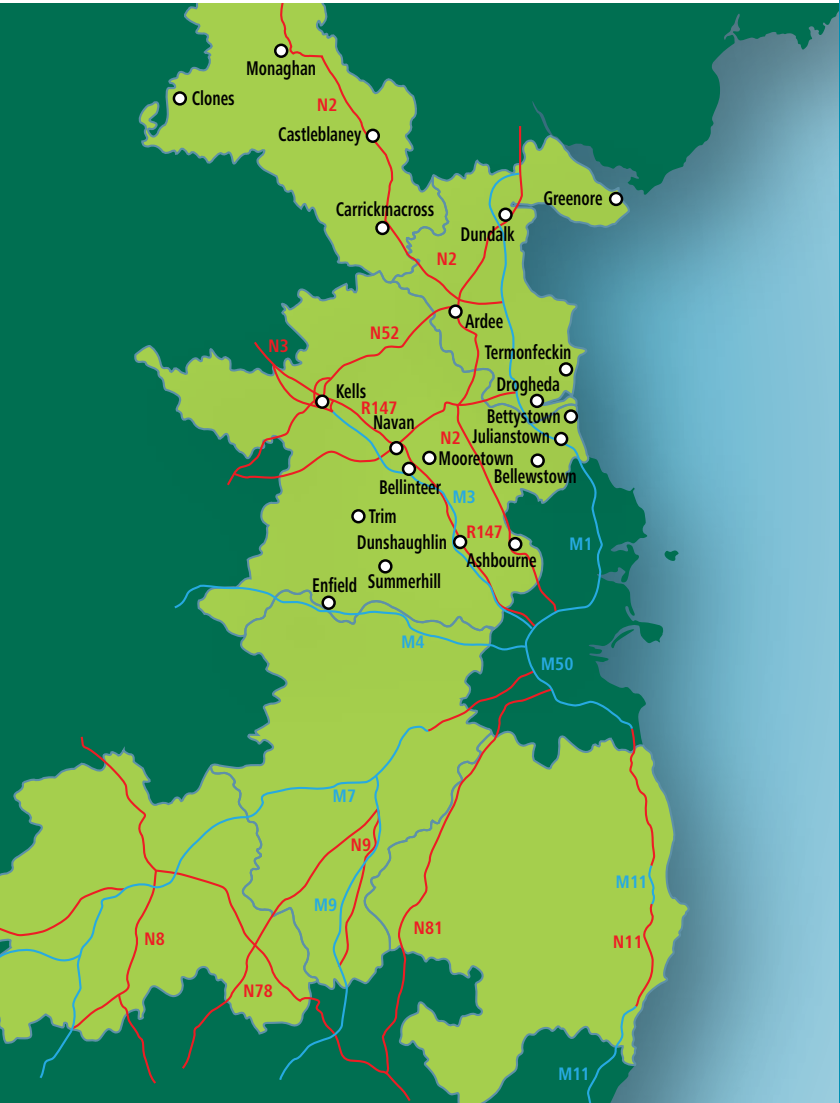 Monaghan
Clones
N2
Castleblaney
Greenore
Carrickmacross
Dundalk
N2
Ardee
N52
N3
Termonfeckin
Drogheda
Kells
R147
Bettystown
Navan
N2
Julianstown
Mooretown
Bellewstown
Bellinteer
M3
Trim
R147
Dunshaughlin
M1
Ashbourne
Summerhill
Enfield
M4
M50
M7
N9
M11
M9
N81
N8
N11
N78
M11